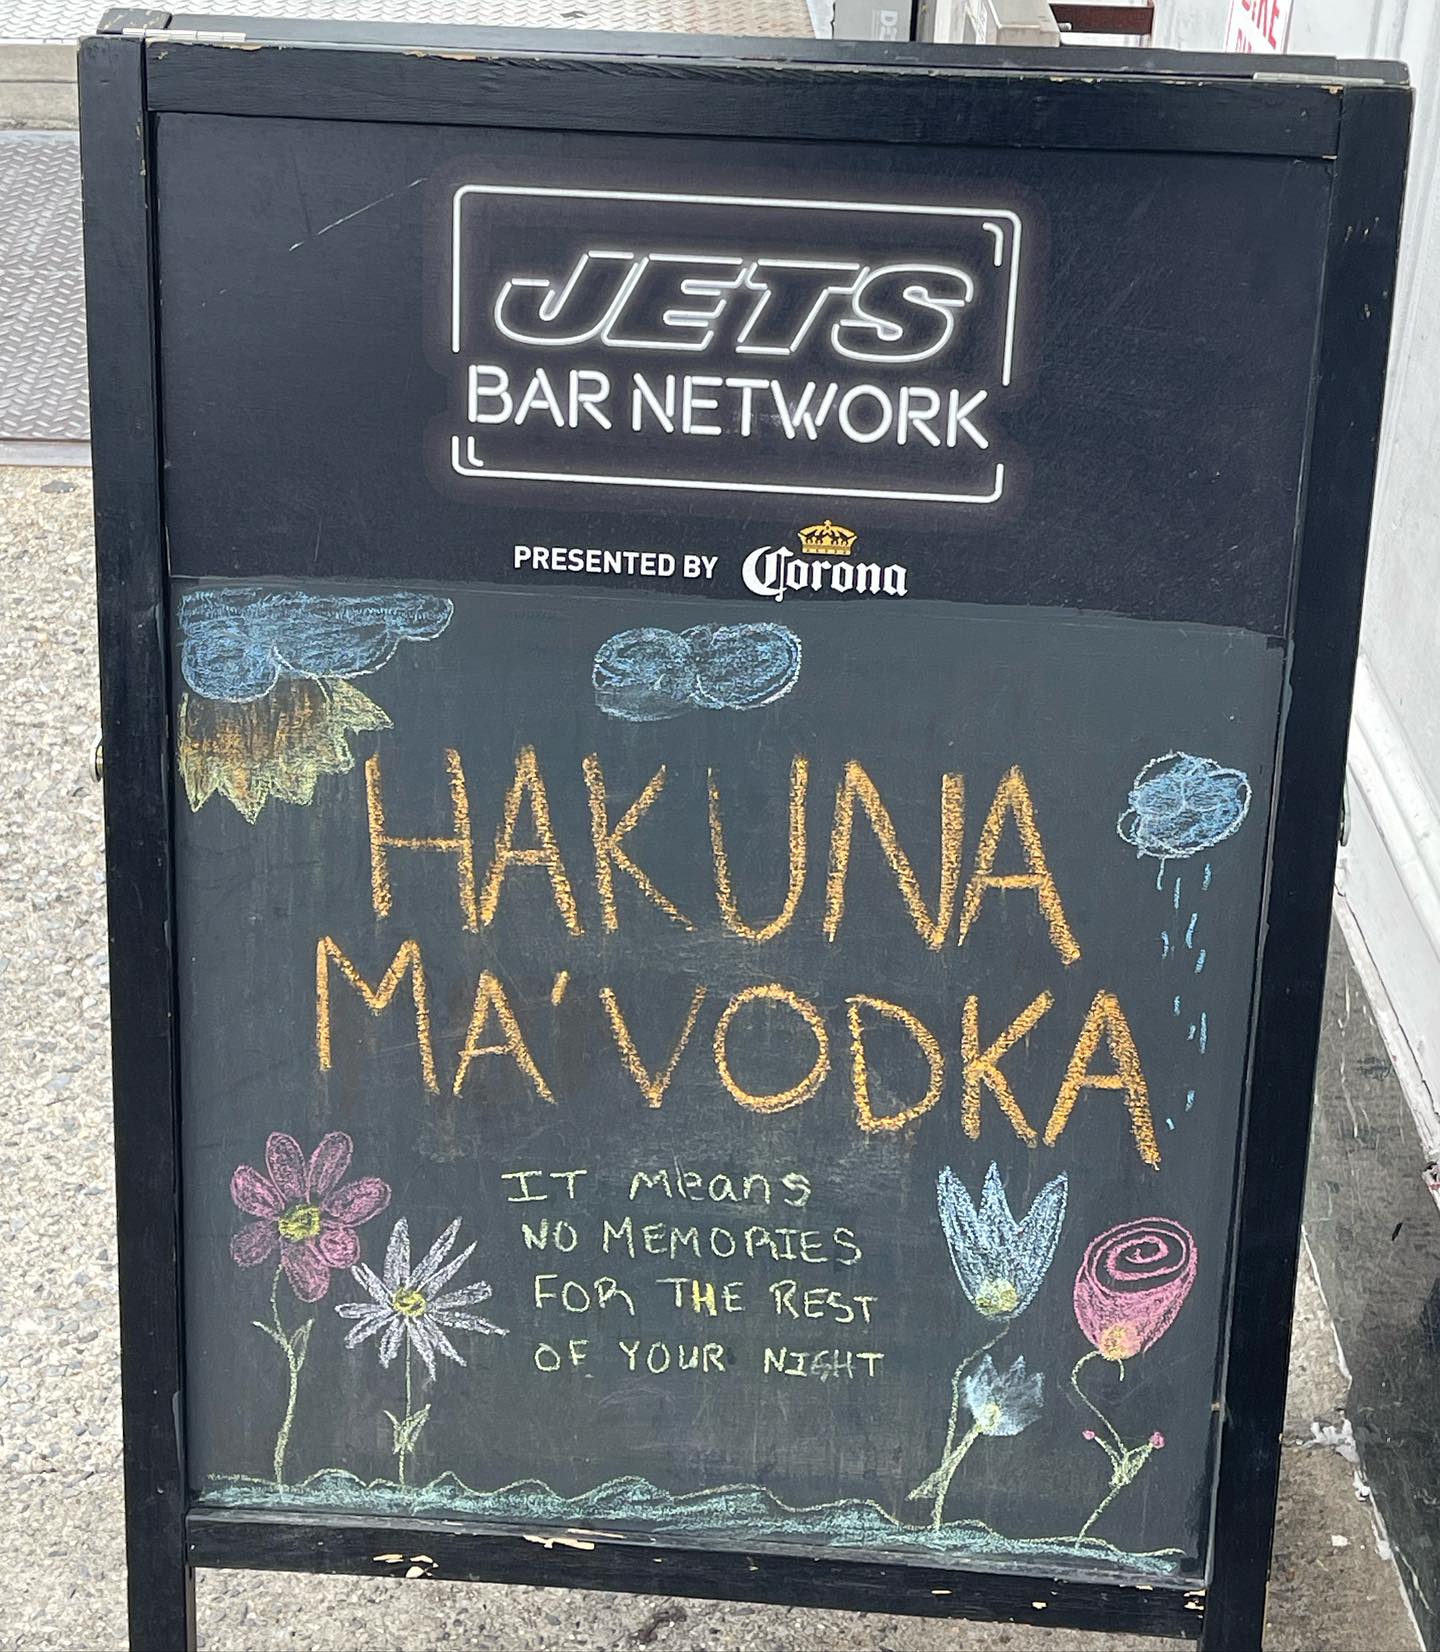 JETS
BAR NETWORK
PRESENTED BY Corona
HAKUNA
MA'VODKA
IT Means
NO MEMORIES
FOR THE REST
OF YOUR NIGHT